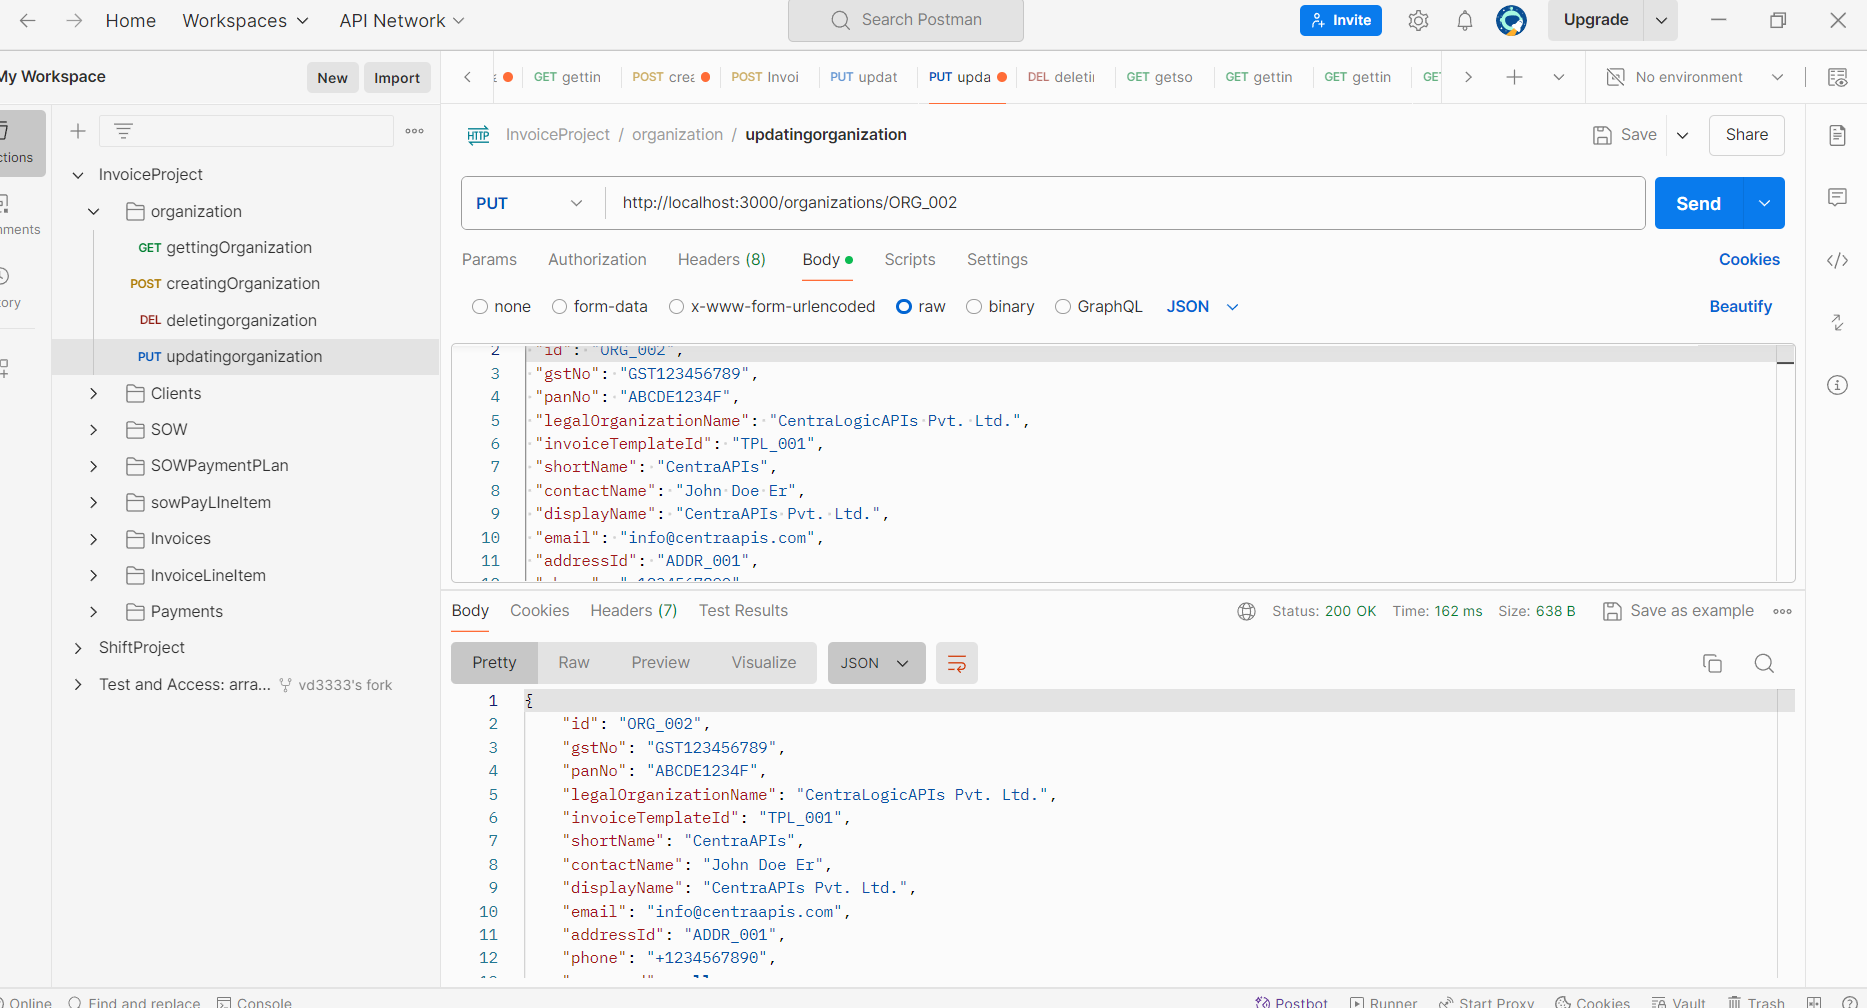 Home Workspaces API Network Search Postman Invite Upgrade
My Workspace New Import
GET gettin POST crea POST Invoi PUT updat PUT upda DEL deletin GET getso GET gettin GET gettin GET No environment
ctions
InvoiceProject / organization / updatingorganization Save Share
InvoiceProject
organization
GET gettingOrganization
POST creatingOrganization
DEL deletingorganization
PUT updatingorganization
Clients
SOW
SOWPaymentPLan
sowPayLIneItem
Invoices
InvoiceLineItem
Payments
ShiftProject
Test and Access: arra... vd3333's fork
nments
ory
PUT http://localhost:3000/organizations/ORG_002 Send
Params Authorization Headers (8) Body Scripts Settings Cookies
none form-data x-www-form-urlencoded raw binary GraphQL JSON Beautify
2 "id": "ORG_002",
3 "gstNo": "GST123456789",
4 "panNo": "ABCDE1234F",
5 "legalOrganizationName": "CentraLogicAPIs Pvt. Ltd.",
6 "invoiceTemplateId": "TPL_001",
7 "shortName": "CentraAPIs",
8 "contactName": "John Doe Er",
9 "displayName": "CentraAPIs Pvt. Ltd.",
10 "email": "info@centraapis.com",
11 "addressId": "ADDR_001",
Body Cookies Headers (7) Test Results Status: 200 OK Time: 162 ms Size: 638 B Save as example
Pretty Raw Preview Visualize JSON
1 {
2 "id": "ORG_002",
3 "gstNo": "GST123456789",
4 "panNo": "ABCDE1234F",
5 "legalOrganizationName": "CentraLogicAPIs Pvt. Ltd.",
6 "invoiceTemplateId": "TPL_001",
7 "shortName": "CentraAPIs",
8 "contactName": "John Doe Er",
9 "displayName": "CentraAPIs Pvt. Ltd.",
10 "email": "info@centraapis.com",
11 "addressId": "ADDR_001",
12 "phone": "+1234567890",
Online Find and replace Console Postbot Runner Start Proxy Cookies Vault Trash